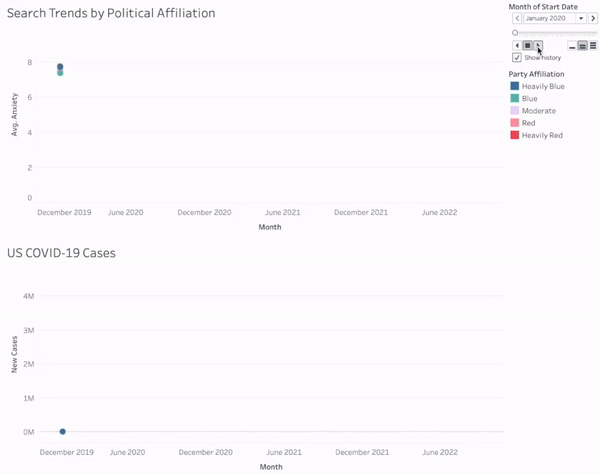 Search Trends by Political Affiliation
Month of Start Date
January 2020
Show history
Party Affiliation
Heavily Blue
Blue
Moderate
Red
Heavily Red
Avg. Anxiety
8
6
4
2
0
December 2019 June 2020 December 2020 June 2021 December 2021 June 2022
Month
US COVID-19 Cases
New Cases
4M
3M
2M
1M
0M
December 2019 June 2020 December 2020 June 2021 December 2021 June 2022
Month